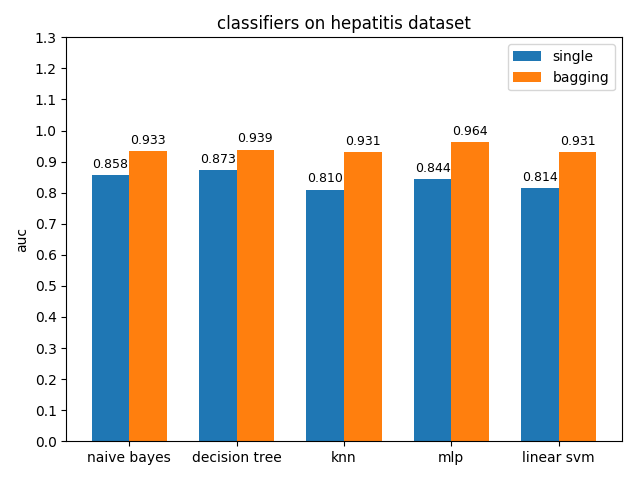 classifiers on hepatitis dataset
1.3
1.2
1.1
1.0
0.9
0.8
0.7
0.6
0.5
0.4
0.3
0.2
0.1
0.0
auc
single
bagging
0.858 0.933 0.873 0.939 0.810 0.931 0.844 0.964 0.814 0.931
naive bayes decision tree knn mlp linear svm